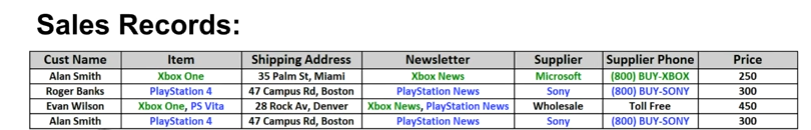 Sales Records:
Cust Name Item Shipping Address Newsletter Supplier Supplier Phone Price
Alan Smith Xbox One 35 Palm St, Miami Xbox News Microsoft (800) BUY-XBOX 250
Roger Banks PlayStation 4 47 Campus Rd, Boston PlayStation News Sony (800) BUY-SONY 300
Evan Wilson Xbox One, PS Vita 28 Rock Av, Denver Xbox News, PlayStation News Wholesale Toll Free 450
Alan Smith PlayStation 4 47 Campus Rd, Boston PlayStation News Sony (800) BUY-SONY 300